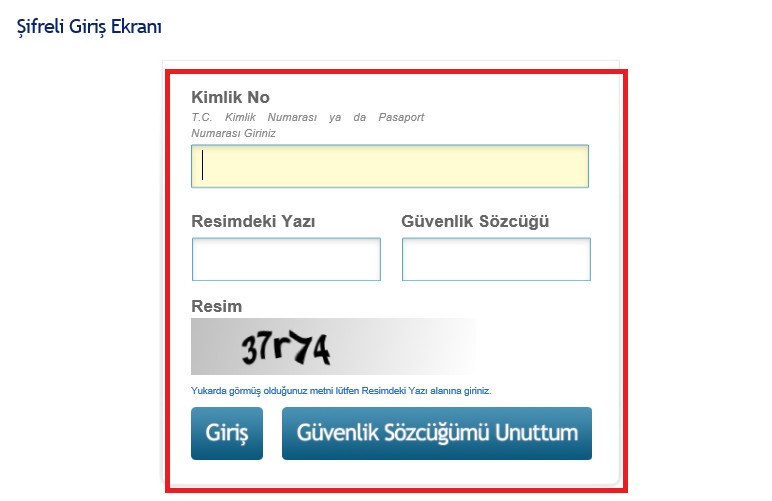 Şifreli Giriş Ekranı
Kimlik No
T.C. Kimlik Numarası ya da Pasaport
Numarası Giriniz
Resimdeki Yazı
Güvenlik Sözcüğü
Resim
37r74
Yukarda görmüş olduğunuz metni lütfen Resimdeki Yazı alanına giriniz.
Giriş
Güvenlik Sözcüğümü Unuttum